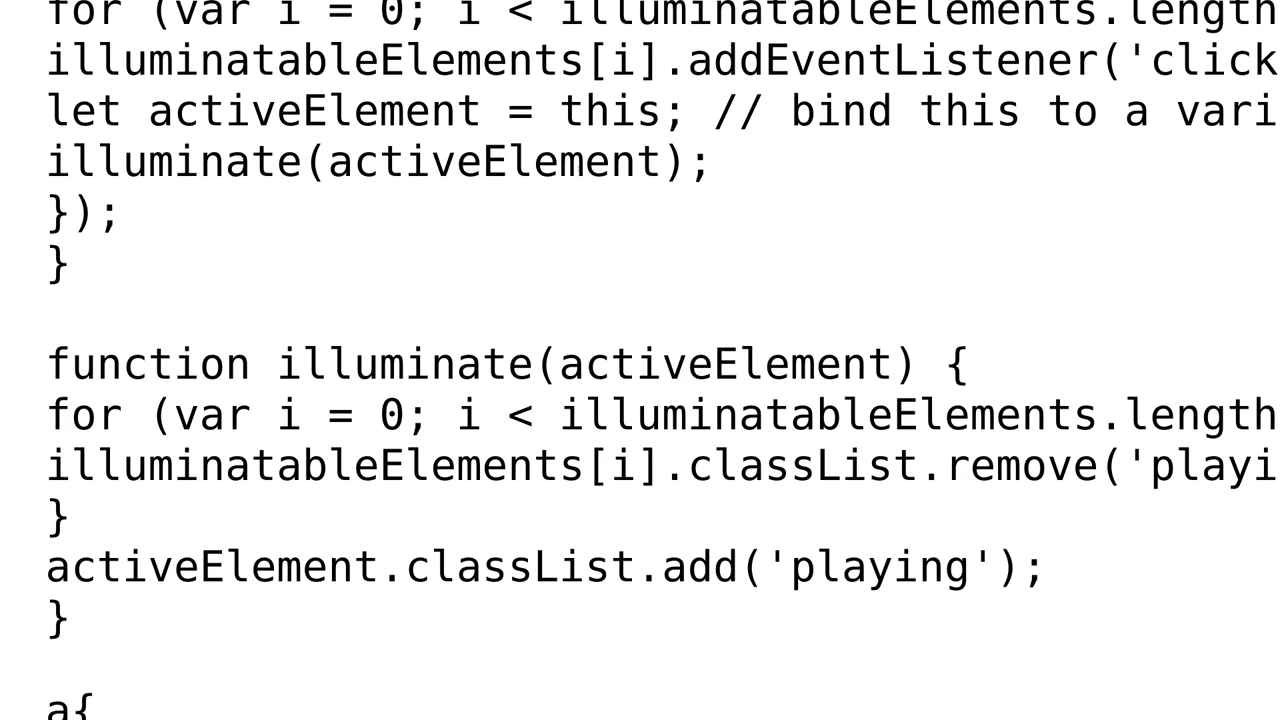 for (var i = 0; i < illuminatableElements.length
illuminatableElements[i].addEventListener('click
let activeElement = this; // bind this to a vari
illuminate(activeElement);
});
}

function illuminate(activeElement) {
for (var i = 0; i < illuminatableElements.length
illuminatableElements[i].classList.remove('playi
}
activeElement.classList.add('playing');
}

a{